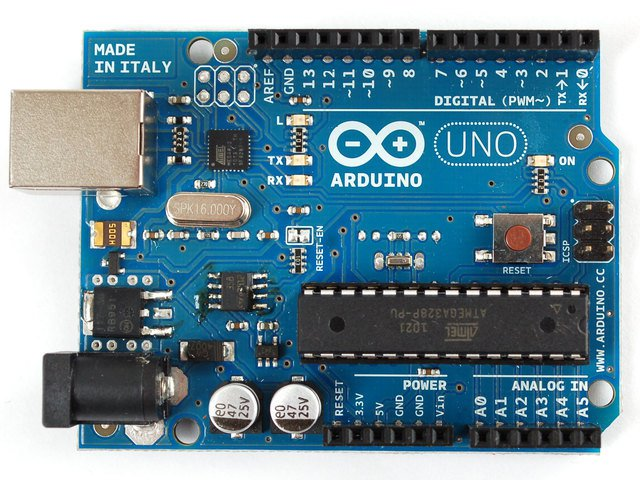 MADE
IN ITALY
AREF
GND
13
12
~11
~10
~9
8
7
~6
~5
4
~3
2
TX→1
RX←0
DIGITAL (PWM~)
L
TX
RX
ARDUINO
™
UNO
ON
SPK16.000Y
RESET-EN
RESET
ICSP
ATMEL
ATMEGA328P-PU
1021
WWW.ARDUINO.CC
47
25V
47
25V
POWER
ANALOG IN
RESET
3.3V
5V
GND
GND
Vin
A0
A1
A2
A3
A4
A5